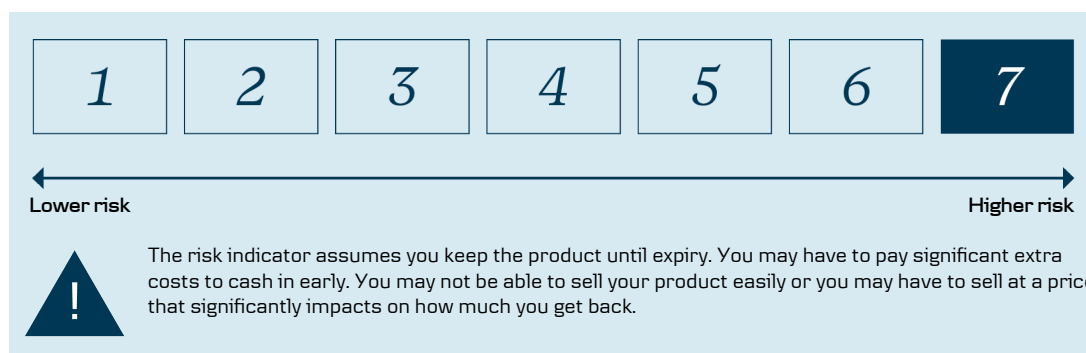 1 2 3 4 5 6 7
Lower risk Higher risk
The risk indicator assumes you keep the product until expiry. You may have to pay significant extra
costs to cash in early. You may not be able to sell your product easily or you may have to sell at a price
that significantly impacts on how much you get back.
!